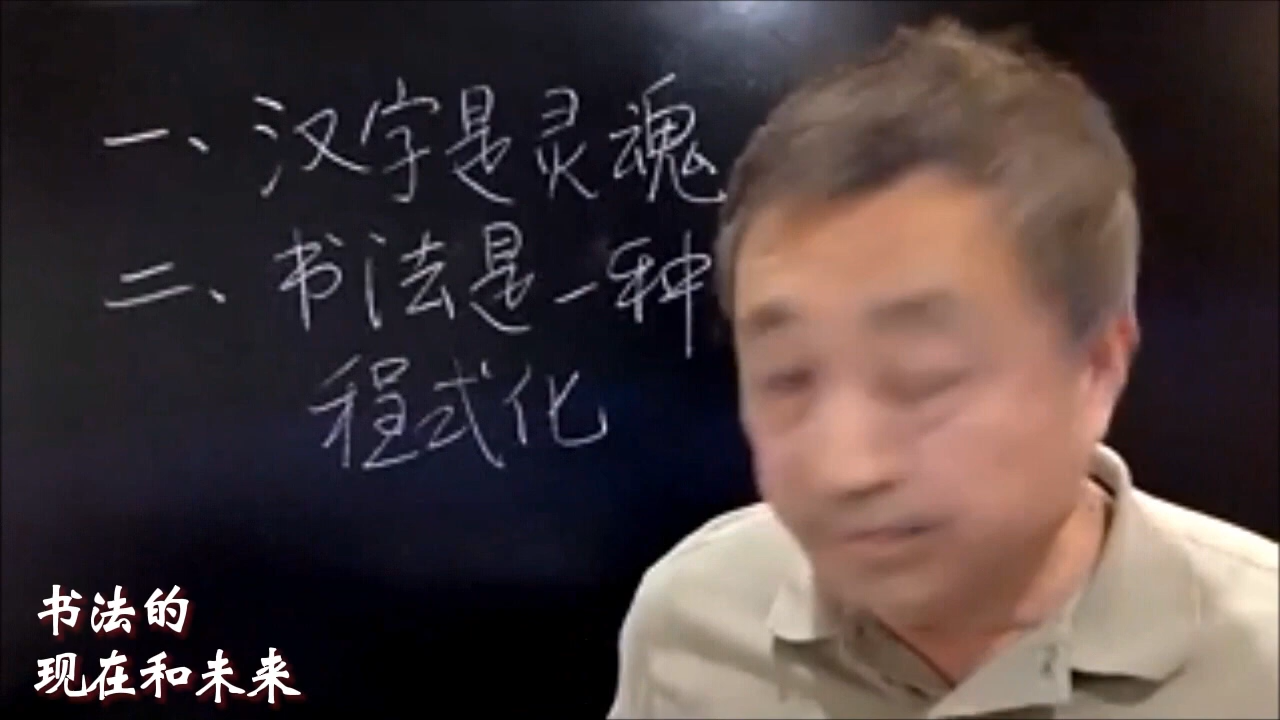 一、汉字是灵魂
二、书法是一种
程式化
书法的
现在和未来